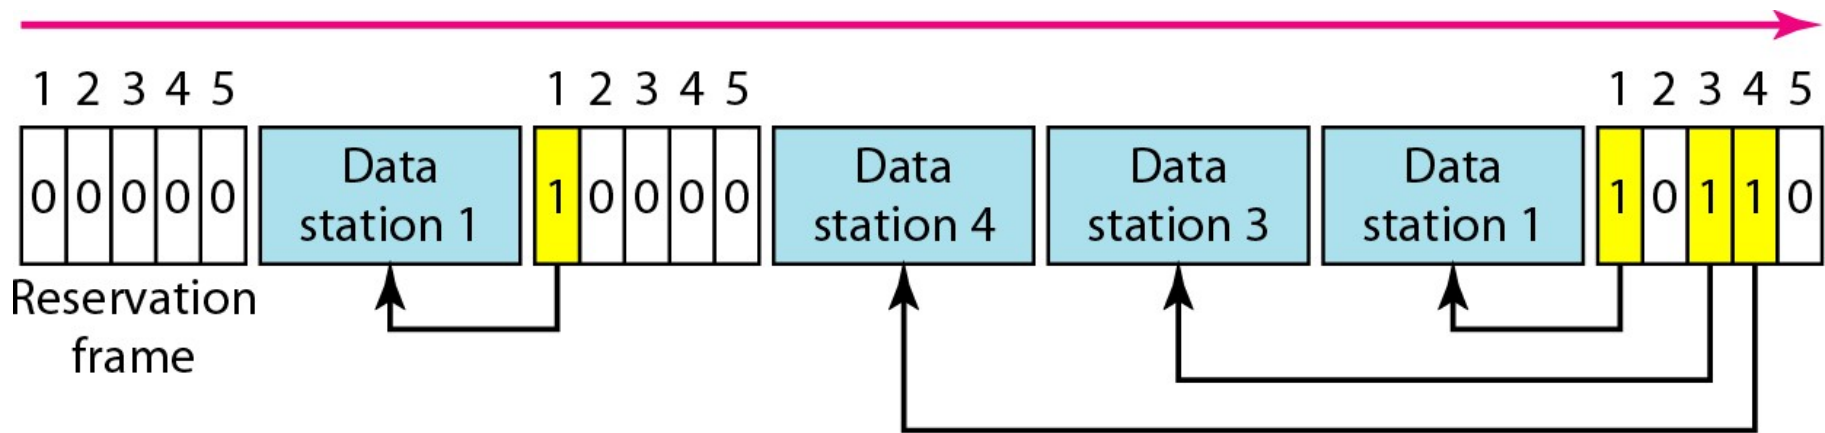 1 2 3 4 5
1 2 3 4 5
1 2 3 4 5
0 0 0 0 0
Data
station 1
1 0 0 0 0
Data
station 4
Data
station 3
Data
station 1
1 0 1 1 0
Reservation
frame